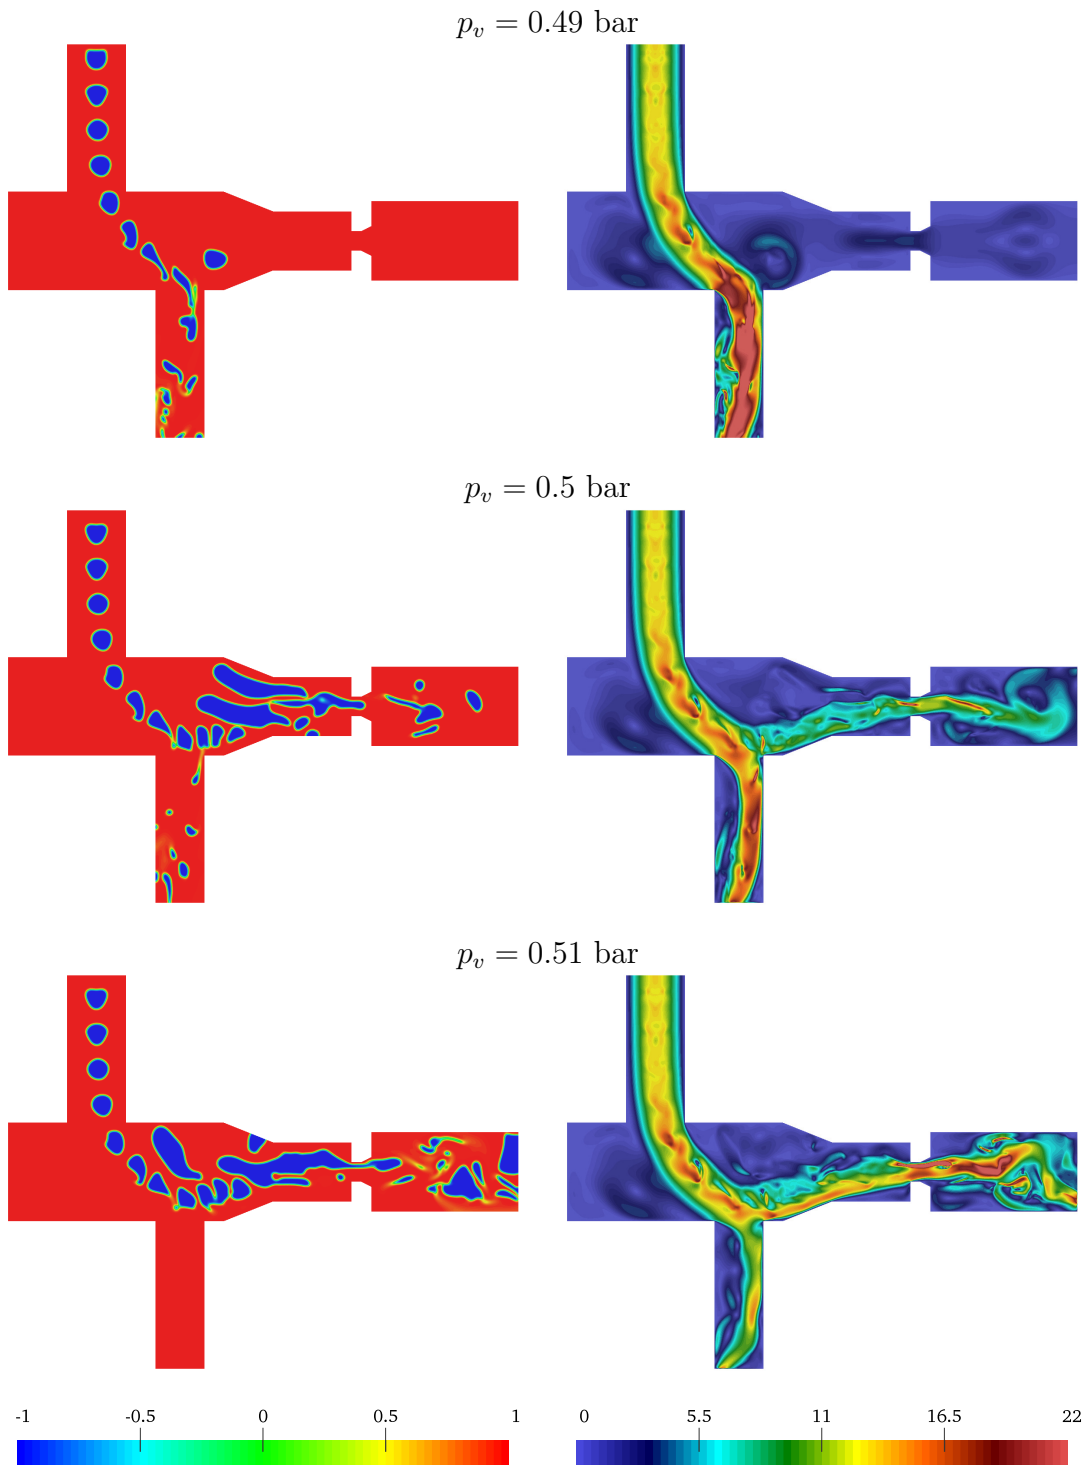 p_v = 0.49 bar
p_v = 0.5 bar
p_v = 0.51 bar
-1 -0.5 0 0.5 1
0 5.5 11 16.5 22